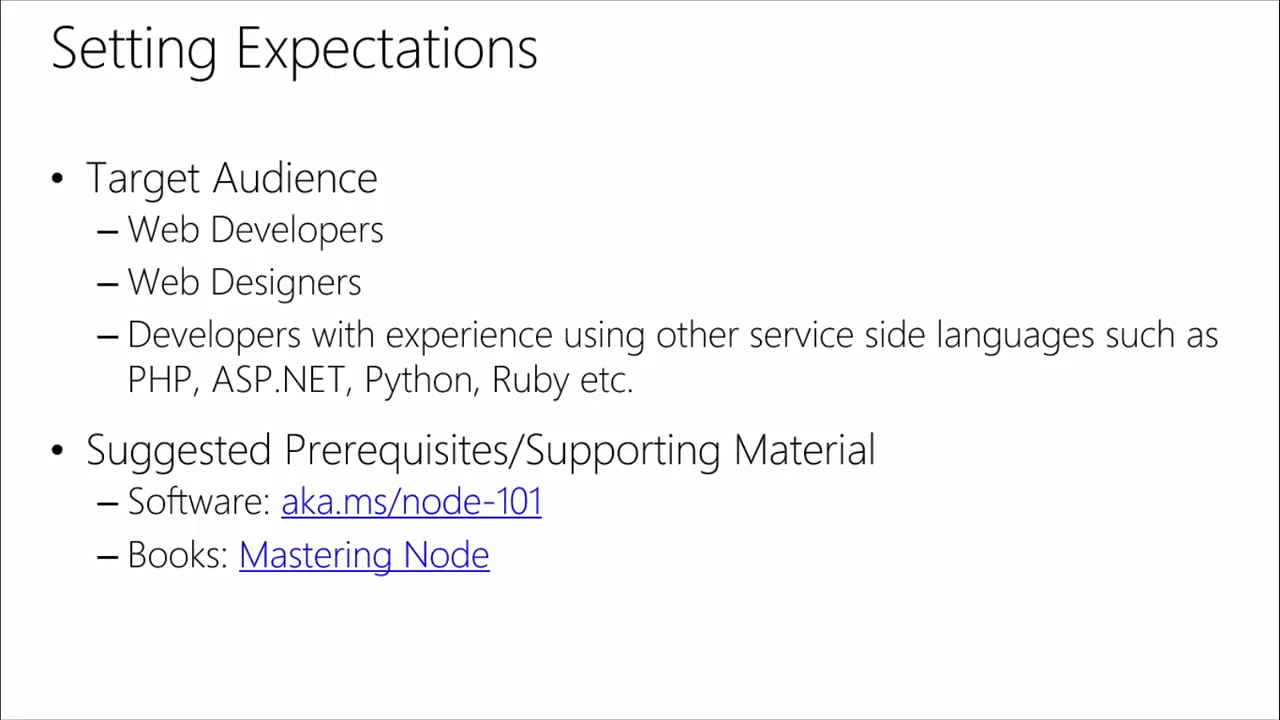 Setting Expectations
• Target Audience
– Web Developers
– Web Designers
– Developers with experience using other service side languages such as
PHP, ASP.NET, Python, Ruby etc.
• Suggested Prerequisites/Supporting Material
– Software: aka.ms/node-101
– Books: Mastering Node